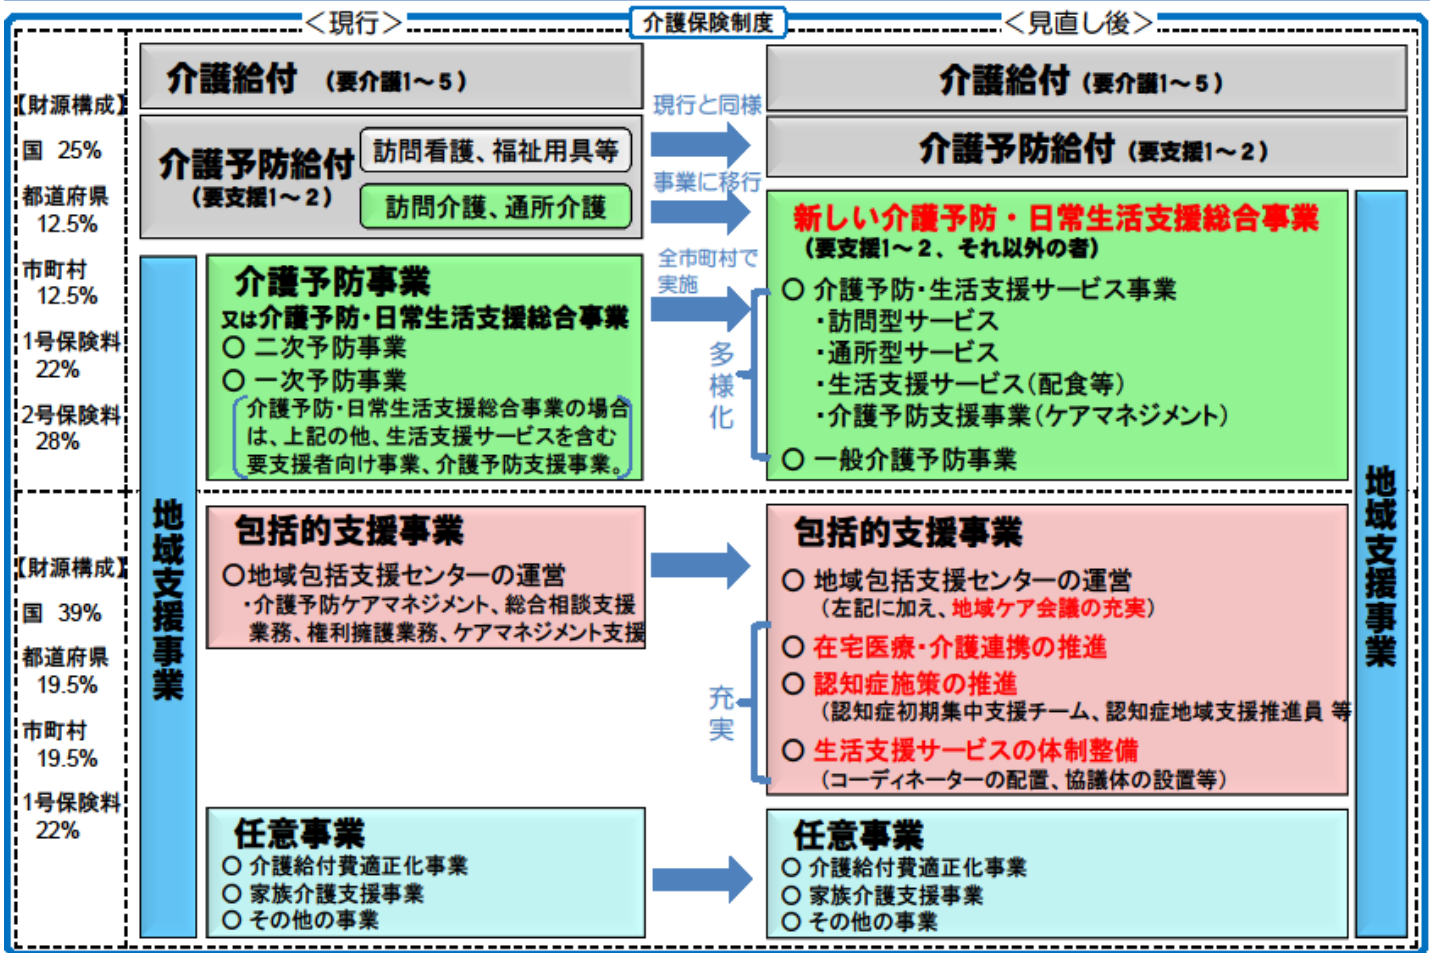 介護保険制度
＜現行＞
＜見直し後＞
【財源構成】
国 25%
都道府県
12.5%
市町村
12.5%
1号保険料
22%
2号保険料
28%
【財源構成】
国 39%
都道府県
19.5%
市町村
19.5%
1号保険料
22%
介護給付 （要介護1～5）
介護予防給付
（要支援1～2）
訪問看護、福祉用具等
訪問介護、通所介護
地域支援事業
介護予防事業
又は介護予防・日常生活支援総合事業
○ 二次予防事業
○ 一次予防事業
介護予防・日常生活支援総合事業の場合
は、上記の他、生活支援サービスを含む
要支援者向け事業、介護予防支援事業。
包括的支援事業
○地域包括支援センターの運営
・介護予防ケアマネジメント、総合相談支援
業務、権利擁護業務、ケアマネジメント支援
任意事業
○ 介護給付費適正化事業
○ 家族介護支援事業
○ その他の事業
現行と同様
事業に移行
全市町村で
実施
多様化
充実
介護給付（要介護1～5）
介護予防給付（要支援1～2）
新しい介護予防・日常生活支援総合事業
（要支援1～2、それ以外の者）
○ 介護予防・生活支援サービス事業
・訪問型サービス
・通所型サービス
・生活支援サービス（配食等）
・介護予防支援事業（ケアマネジメント）
○ 一般介護予防事業
包括的支援事業
○ 地域包括支援センターの運営
（左記に加え、地域ケア会議の充実）
○ 在宅医療・介護連携の推進
○ 認知症施策の推進
（認知症初期集中支援チーム、認知症地域支援推進員 等
○ 生活支援サービスの体制整備
（コーディネーターの配置、協議体の設置等）
任意事業
○ 介護給付費適正化事業
○ 家族介護支援事業
○ その他の事業
地域支援事業